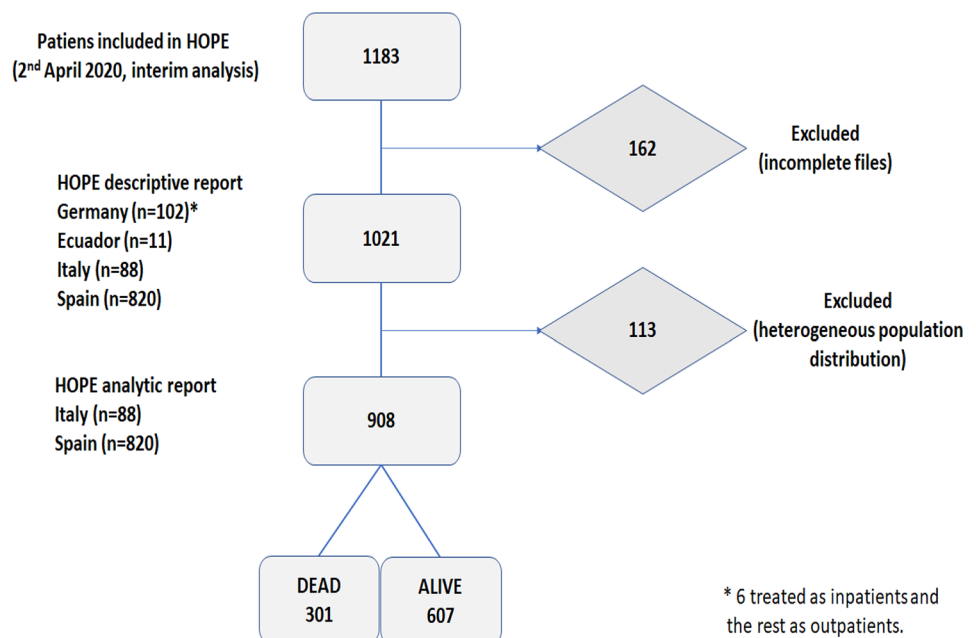 Patiens included in HOPE
(2nd April 2020, interim analysis)
1183
162
Excluded
(incomplete files)
HOPE descriptive report
Germany (n=102)*
Ecuador (n=11)
Italy (n=88)
Spain (n=820)
1021
113
Excluded
(heterogeneous population
distribution)
HOPE analytic report
Italy (n=88)
Spain (n=820)
908
DEAD
301
ALIVE
607
* 6 treated as inpatients and
the rest as outpatients.